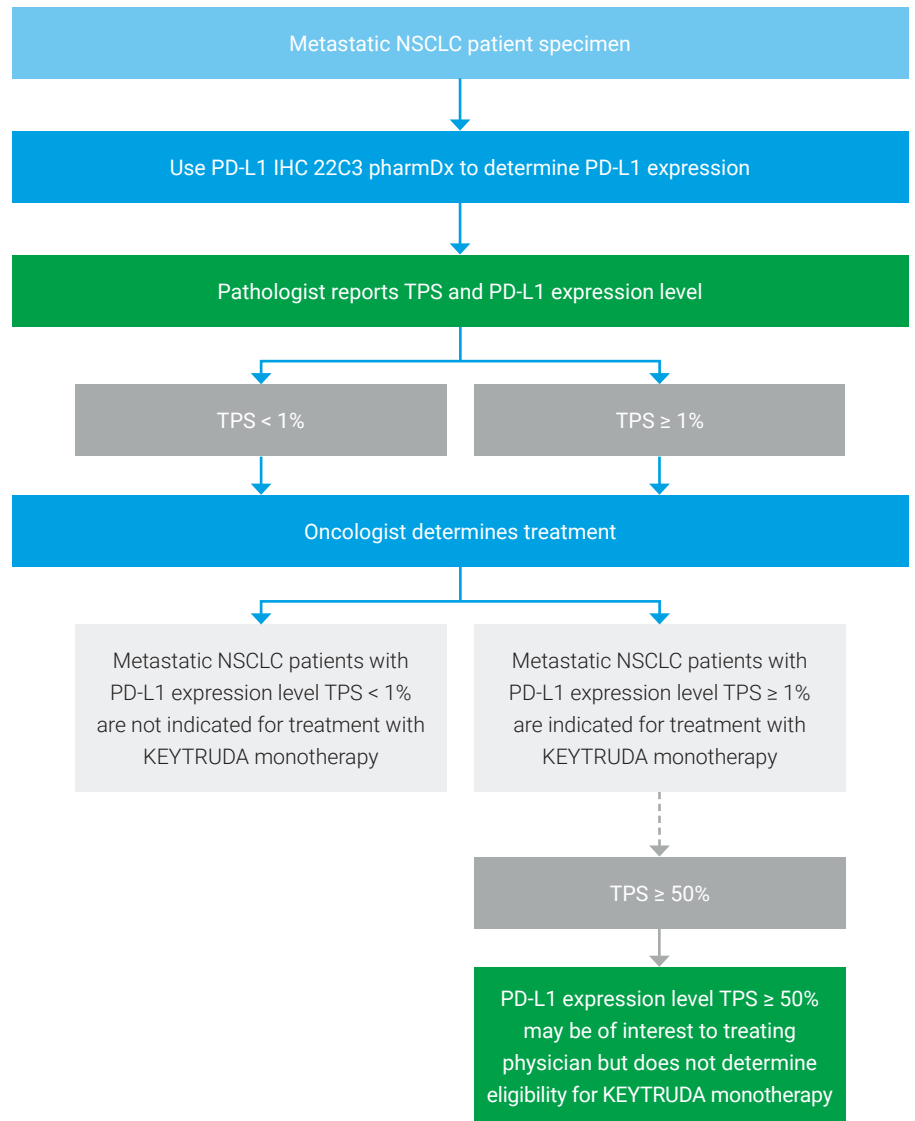 Metastatic NSCLC patient specimen
Use PD-L1 IHC 22C3 pharmDx to determine PD-L1 expression
Pathologist reports TPS and PD-L1 expression level
TPS < 1%
TPS ≥ 1%
Oncologist determines treatment
Metastatic NSCLC patients with
PD-L1 expression level TPS < 1%
are not indicated for treatment with
KEYTRUDA monotherapy
Metastatic NSCLC patients with
PD-L1 expression level TPS ≥ 1%
are indicated for treatment with
KEYTRUDA monotherapy
TPS ≥ 50%
PD-L1 expression level TPS ≥ 50%
may be of interest to treating
physician but does not determine
eligibility for KEYTRUDA monotherapy